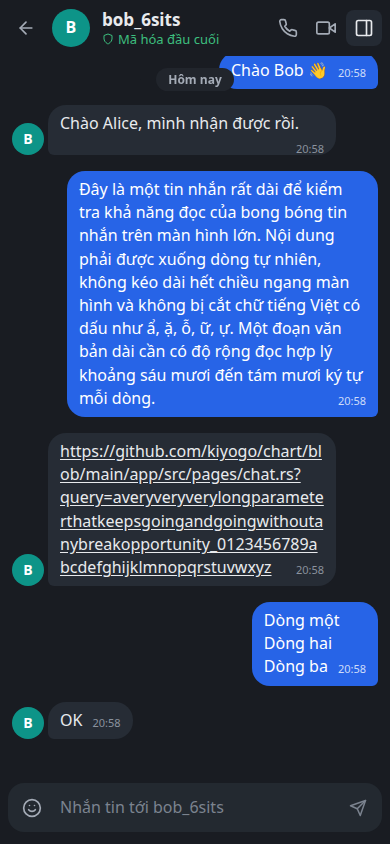 B
bob_6sits
Mã hóa đầu cuối
Chào Bob 👋 20:58
Hôm nay
Chào Alice, mình nhận được rồi.
20:58
B
Đây là một tin nhắn rất dài để kiểm
tra khả năng đọc của bong bóng tin
nhắn trên màn hình lớn. Nội dung
phải được xuống dòng tự nhiên,
không kéo dài hết chiều ngang màn
hình và không bị cắt chữ tiếng Việt có
dấu như ẩ, ặ, ỗ, ữ, ự. Một đoạn văn
bản dài cần có độ rộng đọc hợp lý
khoảng sáu mươi đến tám mươi ký tự
mỗi dòng. 20:58
https://github.com/kiyogo/chart/bl
ob/main/app/src/pages/chat.rs?
query=averyveryverylongparamete
rthatkeepsgoingandgoingwithouta
nybreakopportunity_0123456789a
bcdefghijklmnopqrstuvwxyz 20:58
B
Dòng một
Dòng hai
Dòng ba 20:58
B
OK 20:58
Nhắn tin tới bob_6sits